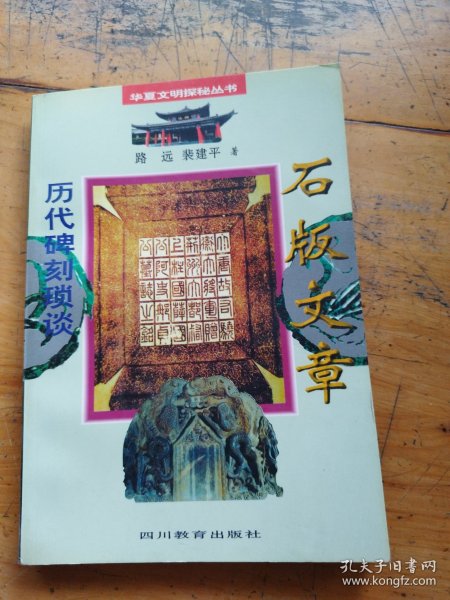 华夏文明探秘丛书
路 远 裴建平 著
石版文章
历代碑刻琐谈
四川教育出版社
孔夫子旧书网
www.kongfz.com